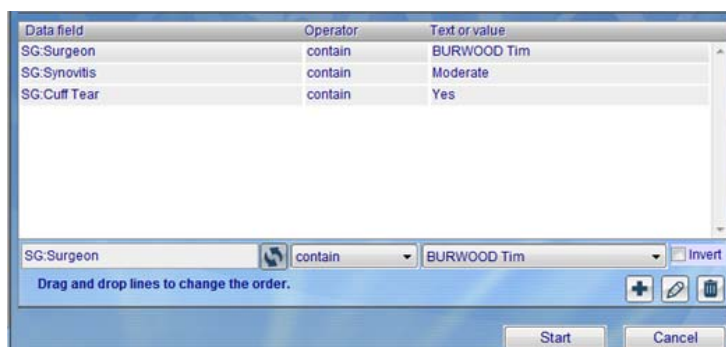 Data field Operator Text or value
SG:Surgeon contain BURWOOD Tim
SG:Synovitis contain Moderate
SG:Cuff Tear contain Yes
SG:Surgeon contain BURWOOD Tim Invert
Drag and drop lines to change the order.
Start Cancel